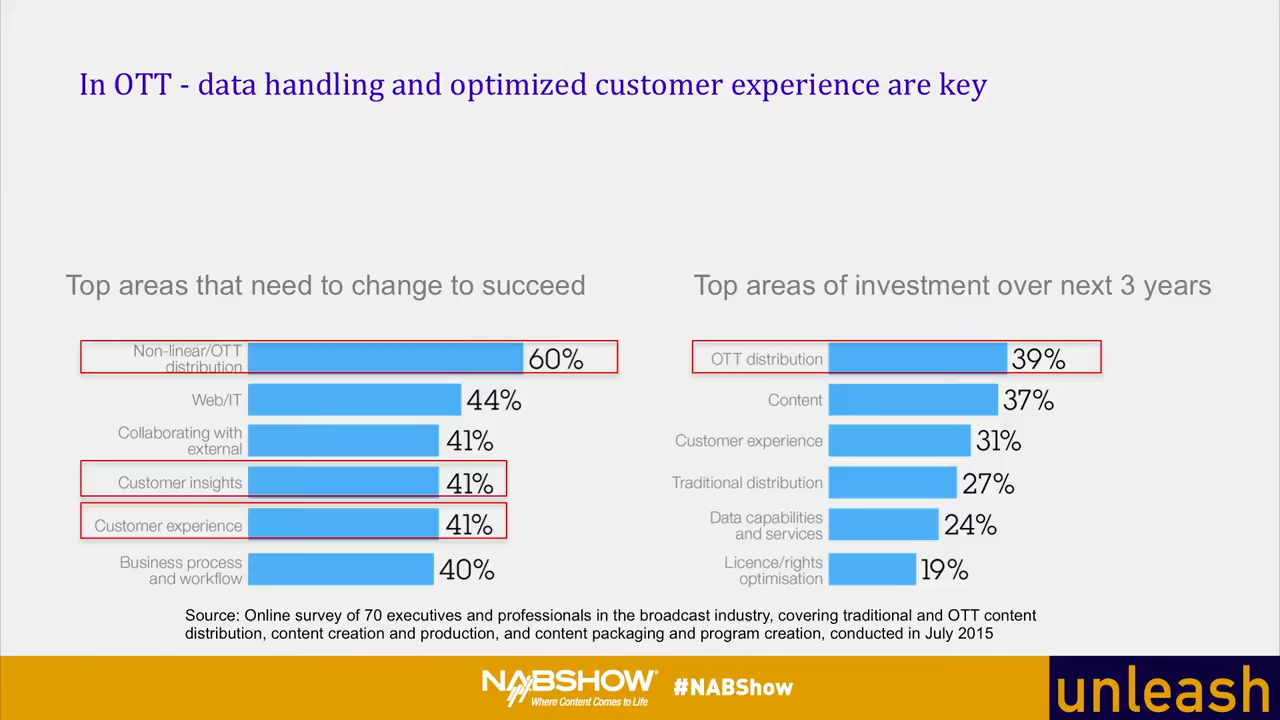 In OTT - data handling and optimized customer experience are key
Top areas that need to change to succeed
Non-linear/OTT
distribution
60%
Web/IT
44%
Collaborating with
external
41%
Customer insights
41%
Customer experience
41%
Business process
and workflow
40%
Top areas of investment over next 3 years
OTT distribution
39%
Content
37%
Customer experience
31%
Traditional distribution
27%
Data capabilities
and services
24%
Licence/rights
optimisation
19%
Source: Online survey of 70 executives and professionals in the broadcast industry, covering traditional and OTT content
distribution, content creation and production, and content packaging and program creation, conducted in July 2015
NABSHOW®
Where Content Comes to Life
#NABShow
unleash